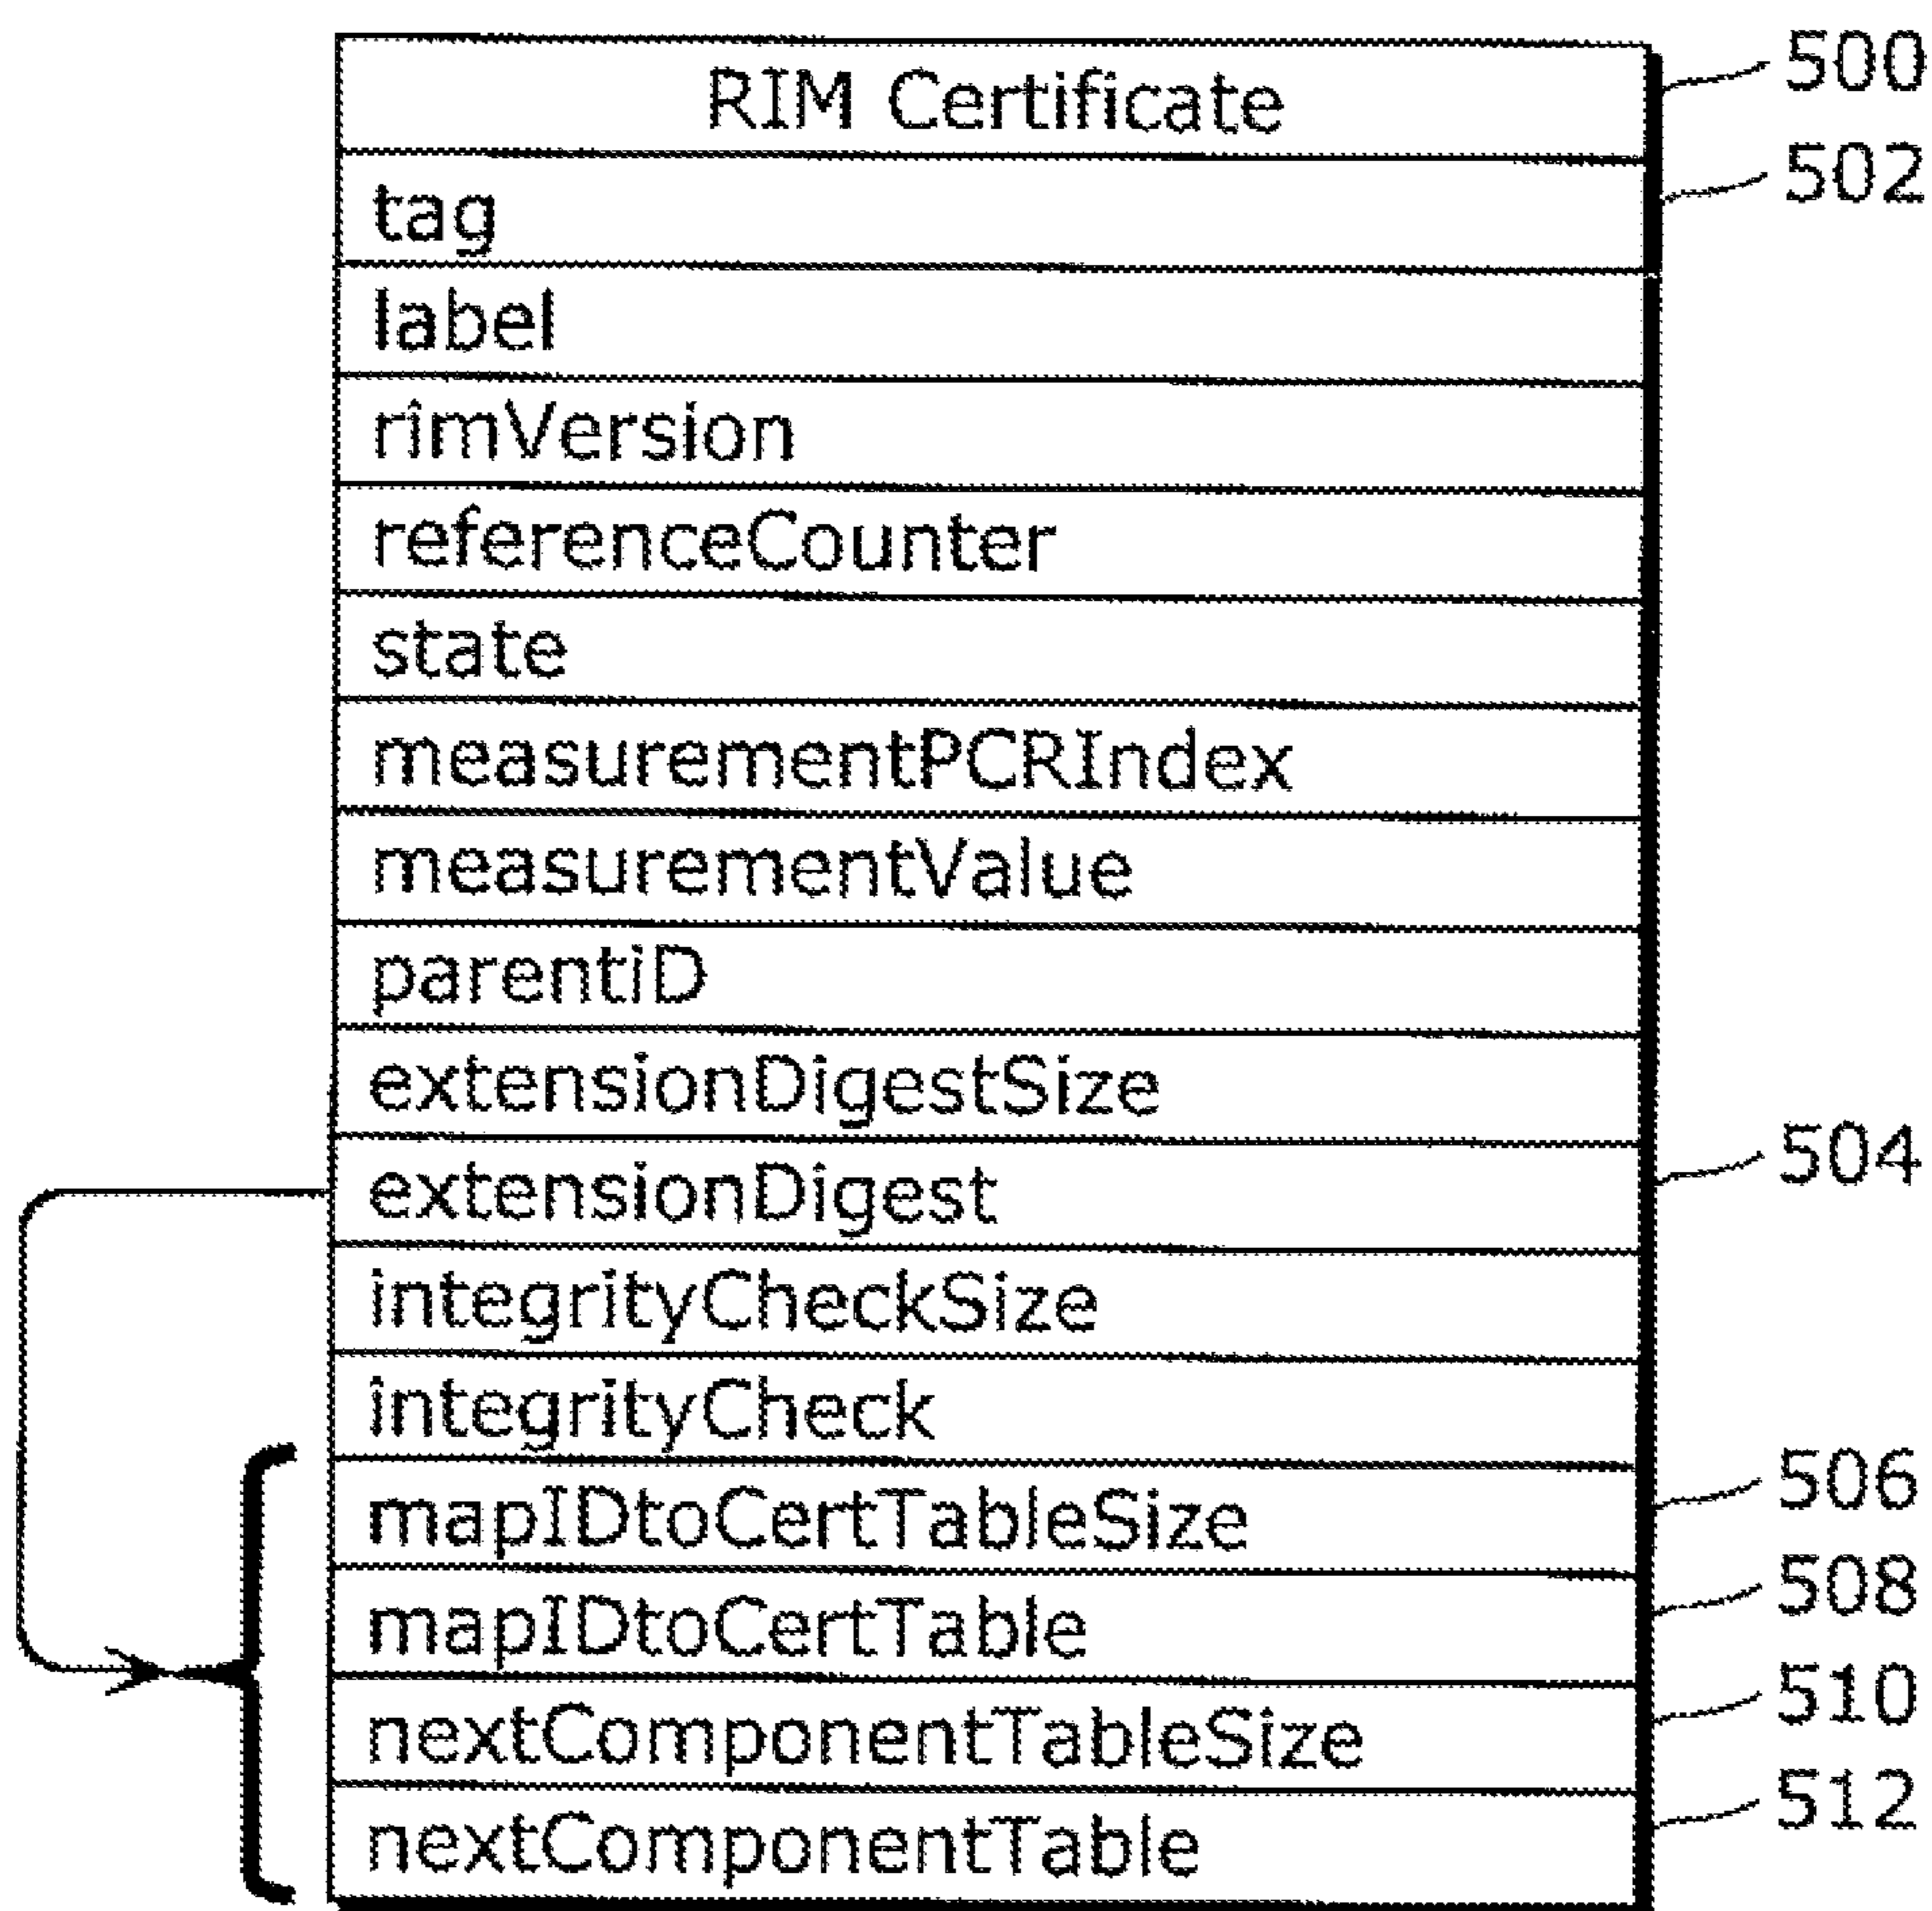 RIM Certificate 500
tag 502
label
rimVersion
referenceCounter
state
measurementPCRIndex
measurementValue
parentiD
extensionDigestSize
extensionDigest 504
integrityCheckSize
integrityCheck
mapIDtoCertTableSize 506
mapIDtoCertTable 508
nextComponentTableSize 510
nextComponentTable 512